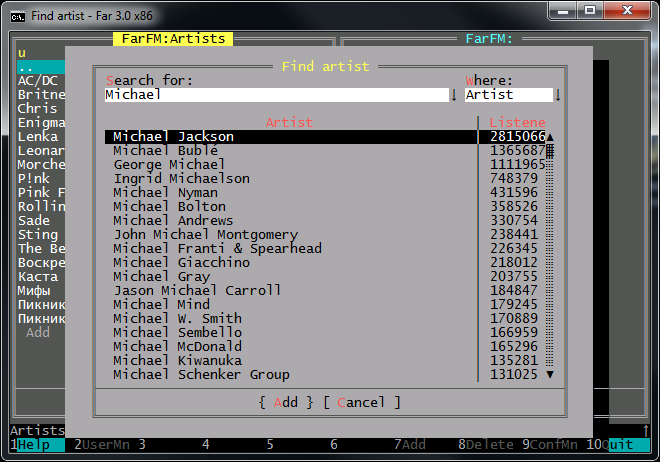 Find artist - Far 3.0 x86
FarFM:Artists
FarFM:
u
..
AC/DC
Britne
Chris
Enigma
Lenka
Leonar
Morche
P!nk
Pink F
Rollin
Sade
Sting
The Be
Воскре
Каста
Мифы
Пикник
Пикник
Add
Find artist
Search for:
Where:
Michael
Artist
Artist Listene
Michael Jackson 2815066
Michael Bublé 1365687
George Michael 1111965
Ingrid Michaelson 748379
Michael Nyman 431596
Michael Bolton 358526
Michael Andrews 330754
John Michael Montgomery 238441
Michael Franti & Spearhead 226345
Michael Giacchino 218012
Michael Gray 203755
Jason Michael Carroll 184847
Michael Mind 179245
Michael W. Smith 170889
Michael Sembello 166959
Michael McDonald 165296
Michael Kiwanuka 135281
Michael Schenker Group 131025
{ Add } [ Cancel ]
Artists
1Help 2UserMn 3 4 5 6 7Add 8Delete 9ConfMn 10Quit